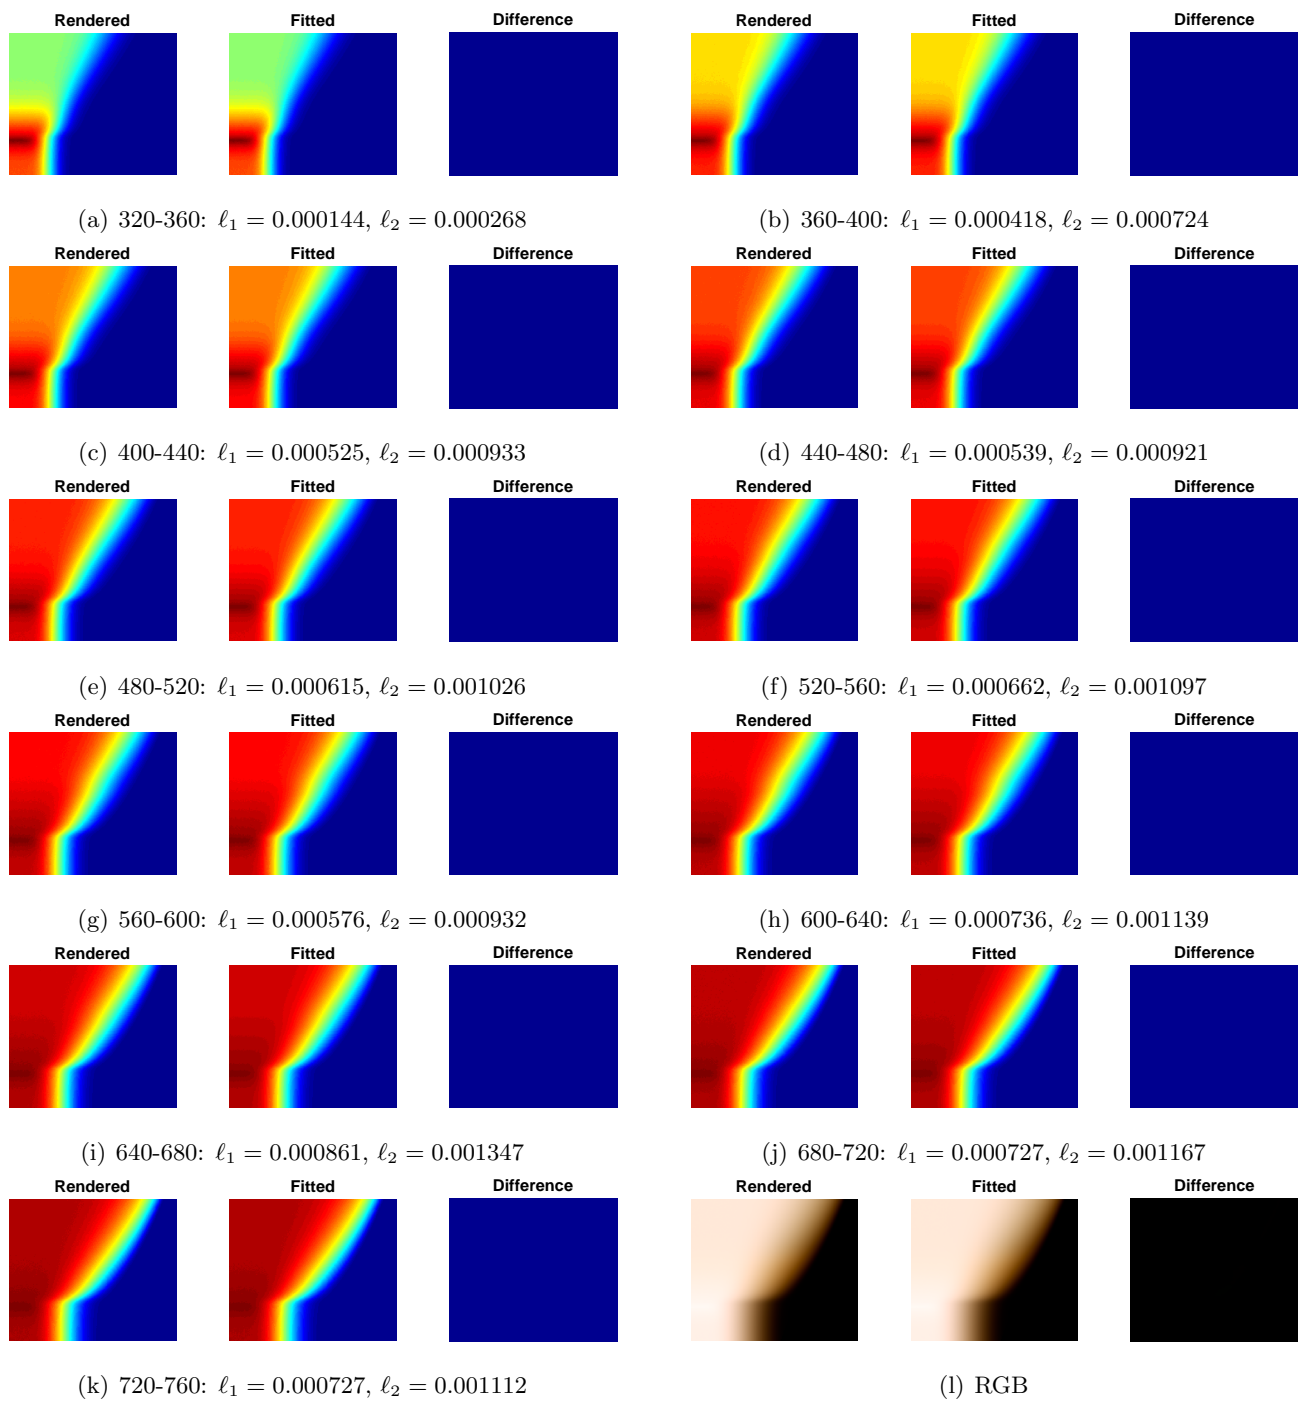 Rendered Fitted Difference Rendered Fitted Difference
(a) 320-360: ℓ₁ = 0.000144, ℓ₂ = 0.000268 (b) 360-400: ℓ₁ = 0.000418, ℓ₂ = 0.000724
Rendered Fitted Difference Rendered Fitted Difference
(c) 400-440: ℓ₁ = 0.000525, ℓ₂ = 0.000933 (d) 440-480: ℓ₁ = 0.000539, ℓ₂ = 0.000921
Rendered Fitted Difference Rendered Fitted Difference
(e) 480-520: ℓ₁ = 0.000615, ℓ₂ = 0.001026 (f) 520-560: ℓ₁ = 0.000662, ℓ₂ = 0.001097
Rendered Fitted Difference Rendered Fitted Difference
(g) 560-600: ℓ₁ = 0.000576, ℓ₂ = 0.000932 (h) 600-640: ℓ₁ = 0.000736, ℓ₂ = 0.001139
Rendered Fitted Difference Rendered Fitted Difference
(i) 640-680: ℓ₁ = 0.000861, ℓ₂ = 0.001347 (j) 680-720: ℓ₁ = 0.000727, ℓ₂ = 0.001167
Rendered Fitted Difference Rendered Fitted Difference
(k) 720-760: ℓ₁ = 0.000727, ℓ₂ = 0.001112 (l) RGB